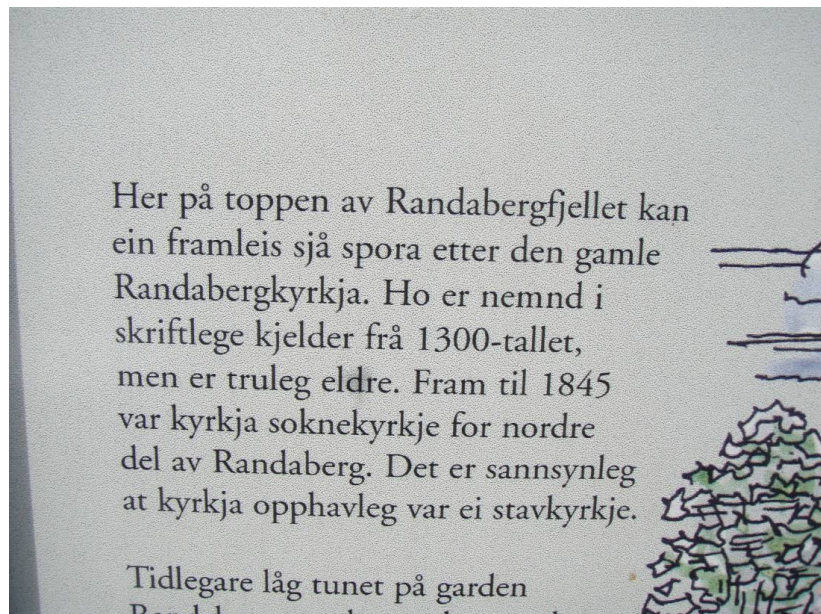 Her på toppen av Randabergfjellet kan
ein framleis sjå spora etter den gamle
Randabergkyrkja. Ho er nemnd i
skriftlege kjelder frå 1300-tallet,
men er truleg eldre. Fram til 1845
var kyrkja soknekyrkje for nordre
del av Randaberg. Det er sannsynleg
at kyrkja opphavleg var ei stavkyrkje.
Tidlegare låg tunet på garden